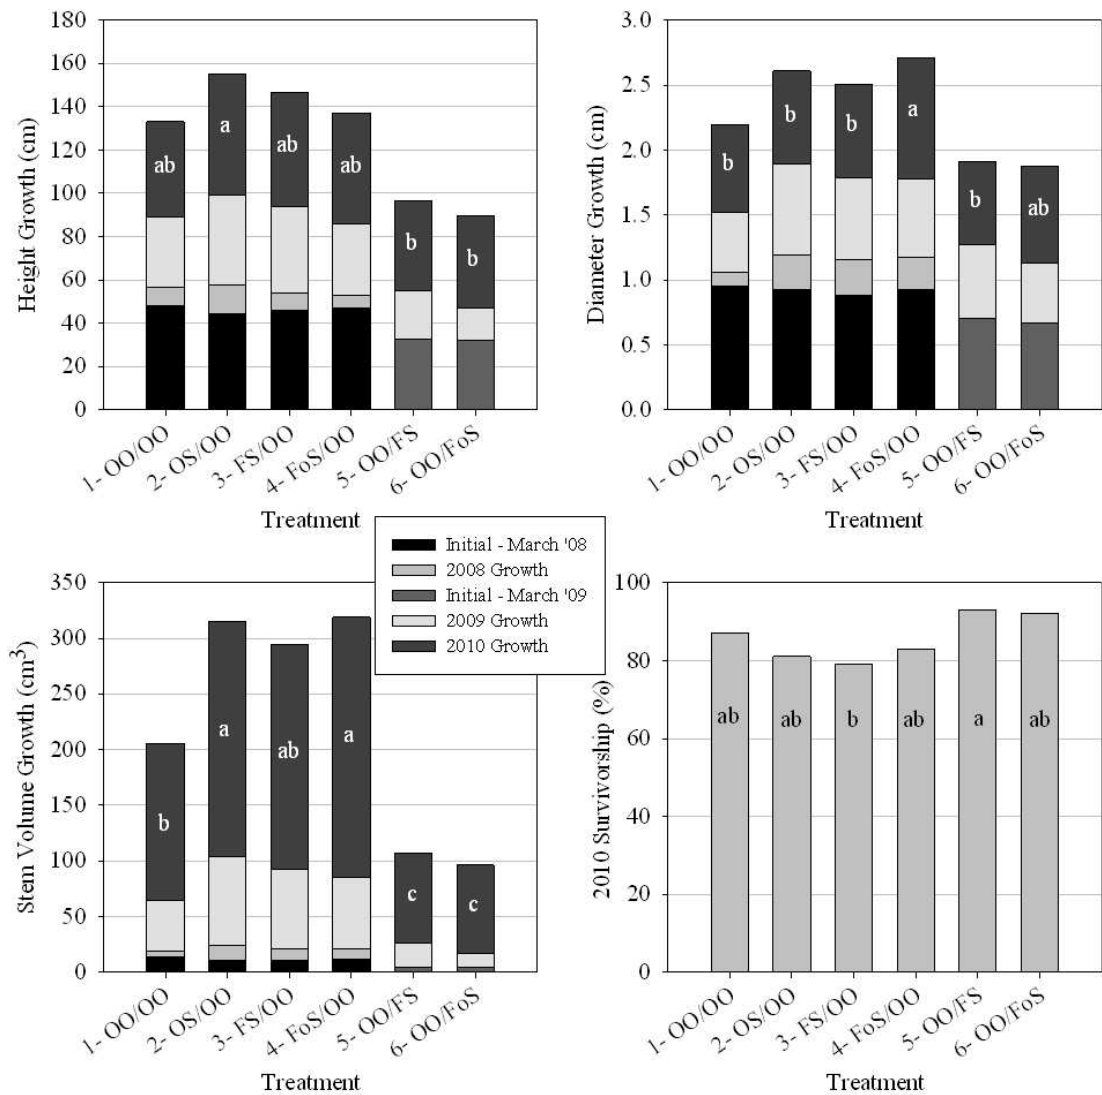 180
160
140
120
100
80
60
40
20
0
Height Growth (cm)
ab
a
ab
ab
b
b
1- OO/OO
2- OS/OO
3- FS/OO
4- FoS/OO
5- OO/FS
6- OO/FoS
Treatment
3.0
2.5
2.0
1.5
1.0
0.5
0.0
Diameter Growth (cm)
b
b
b
a
b
ab
1- OO/OO
2- OS/OO
3- FS/OO
4- FoS/OO
5- OO/FS
6- OO/FoS
Treatment
Initial - March '08
2008 Growth
Initial - March '09
2009 Growth
2010 Growth
350
300
250
200
150
100
50
0
Stem Volume Growth (cm³)
b
a
ab
a
c
c
1- OO/OO
2- OS/OO
3- FS/OO
4- FoS/OO
5- OO/FS
6- OO/FoS
Treatment
100
80
60
40
20
0
2010 Survivorship (%)
ab
ab
b
ab
a
ab
1- OO/OO
2- OS/OO
3- FS/OO
4- FoS/OO
5- OO/FS
6- OO/FoS
Treatment